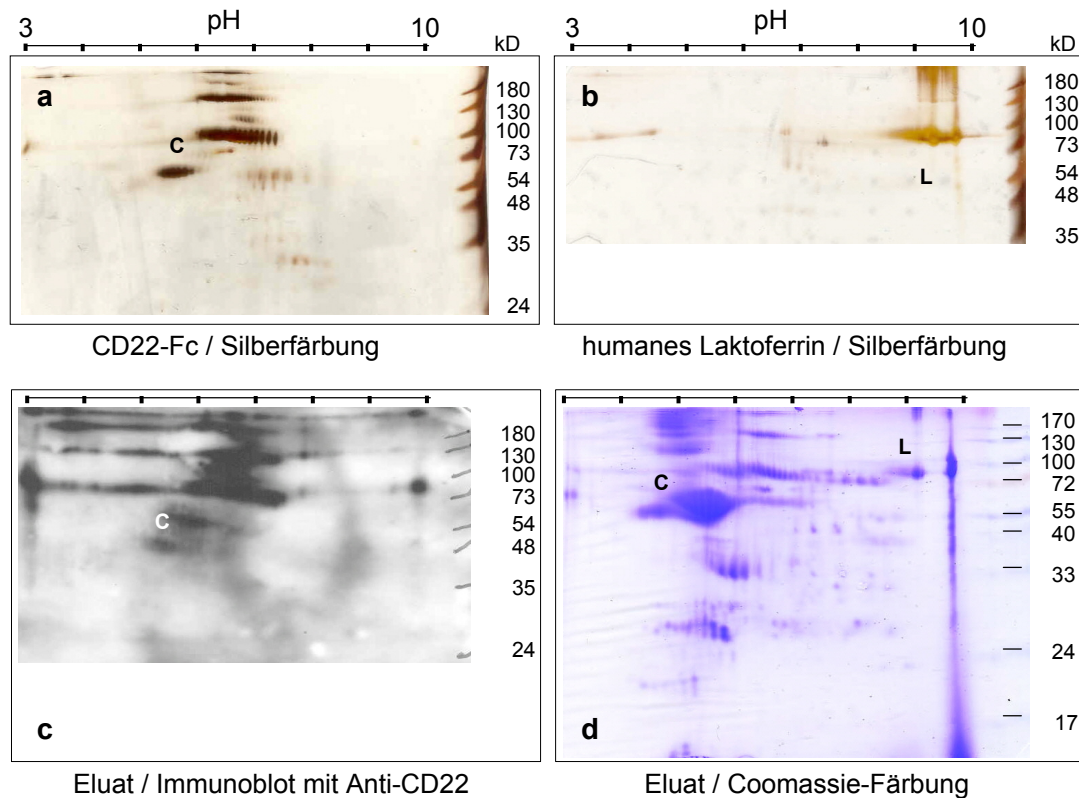 3 pH 10
kD
a
C
180
130
100
73
54
48
35
24
CD22-Fc / Silberfärbung
3 pH 10
kD
b
L
180
130
100
73
54
48
35
humanes Laktoferrin / Silberfärbung
C
180
130
100
73
54
48
35
24
c
Eluat / Immunoblot mit Anti-CD22
L
C
170
130
100
72
55
40
33
24
17
d
Eluat / Coomassie-Färbung